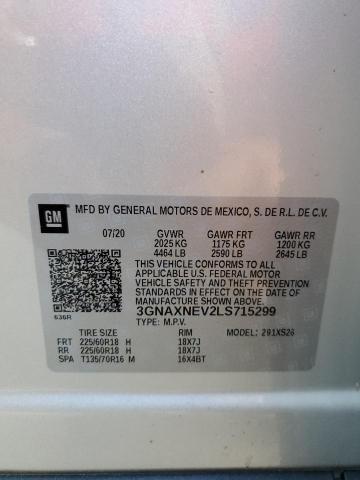 GM MFD BY GENERAL MOTORS DE MEXICO, S. DE R.L. DE C.V.
07/20 GVWR GAWR FRT GAWR RR
2025 KG 1175 KG 1200 KG
4464 LB 2590 LB 2645 LB
THIS VEHICLE CONFORMS TO ALL
APPLICABLE U.S. FEDERAL MOTOR
VEHICLE SAFETY AND THEFT PREVENTION
STANDARDS IN EFFECT ON THE DATE OF
MANUFACTURE SHOWN ABOVE.
3GNAXNEV2LS715299
636R TYPE: M.P.V.
TIRE SIZE RIM MODEL: 291XS26
FRT 225/60R18 H 18X7J
RR 225/60R18 H 18X7J
SPA T135/70R16 M 16X4BT